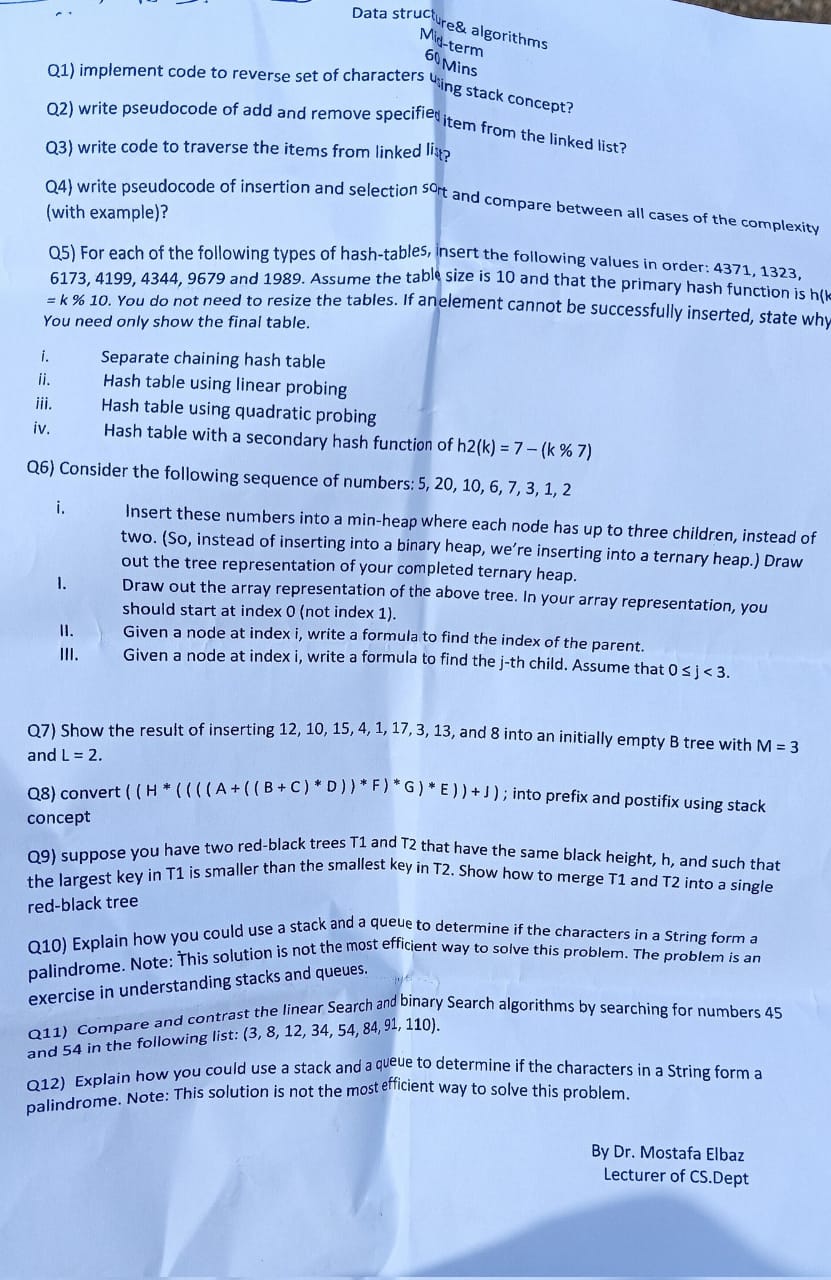 Data structure& algorithms
Mid-term
60 Mins
Q1) implement code to reverse set of characters using stack concept?
Q2) write pseudocode of add and remove specified item from the linked list?
Q3) write code to traverse the items from linked list?
Q4) write pseudocode of insertion and selection sort and compare between all cases of the complexity
(with example)?
Q5) For each of the following types of hash-tables, insert the following values in order: 4371, 1323,
6173, 4199, 4344, 9679 and 1989. Assume the table size is 10 and that the primary hash function is h(k
= k % 10. You do not need to resize the tables. If anelement cannot be successfully inserted, state why
You need only show the final table.
i. Separate chaining hash table
ii. Hash table using linear probing
iii. Hash table using quadratic probing
iv. Hash table with a secondary hash function of h2(k) = 7 – (k % 7)
Q6) Consider the following sequence of numbers: 5, 20, 10, 6, 7, 3, 1, 2
i. Insert these numbers into a min-heap where each node has up to three children, instead of
two. (So, instead of inserting into a binary heap, we're inserting into a ternary heap.) Draw
out the tree representation of your completed ternary heap.
I. Draw out the array representation of the above tree. In your array representation, you
should start at index 0 (not index 1).
II. Given a node at index i, write a formula to find the index of the parent.
III. Given a node at index i, write a formula to find the j-th child. Assume that 0 ≤ j < 3.
Q7) Show the result of inserting 12, 10, 15, 4, 1, 17, 3, 13, and 8 into an initially empty B tree with M = 3
and L = 2.
Q8) convert ( ( H * ( ( ( ( A + ( ( B + C ) * D ) ) * F ) * G ) * E ) ) + J ) ; into prefix and postifix using stack
concept
Q9) suppose you have two red-black trees T1 and T2 that have the same black height, h, and such that
the largest key in T1 is smaller than the smallest key in T2. Show how to merge T1 and T2 into a single
red-black tree
Q10) Explain how you could use a stack and a queue to determine if the characters in a String form a
palindrome. Note: This solution is not the most efficient way to solve this problem. The problem is an
exercise in understanding stacks and queues.
Q11) Compare and contrast the linear Search and binary Search algorithms by searching for numbers 45
and 54 in the following list: (3, 8, 12, 34, 54, 84, 91, 110).
Q12) Explain how you could use a stack and a queue to determine if the characters in a String form a
palindrome. Note: This solution is not the most efficient way to solve this problem.
By Dr. Mostafa Elbaz
Lecturer of CS.Dept